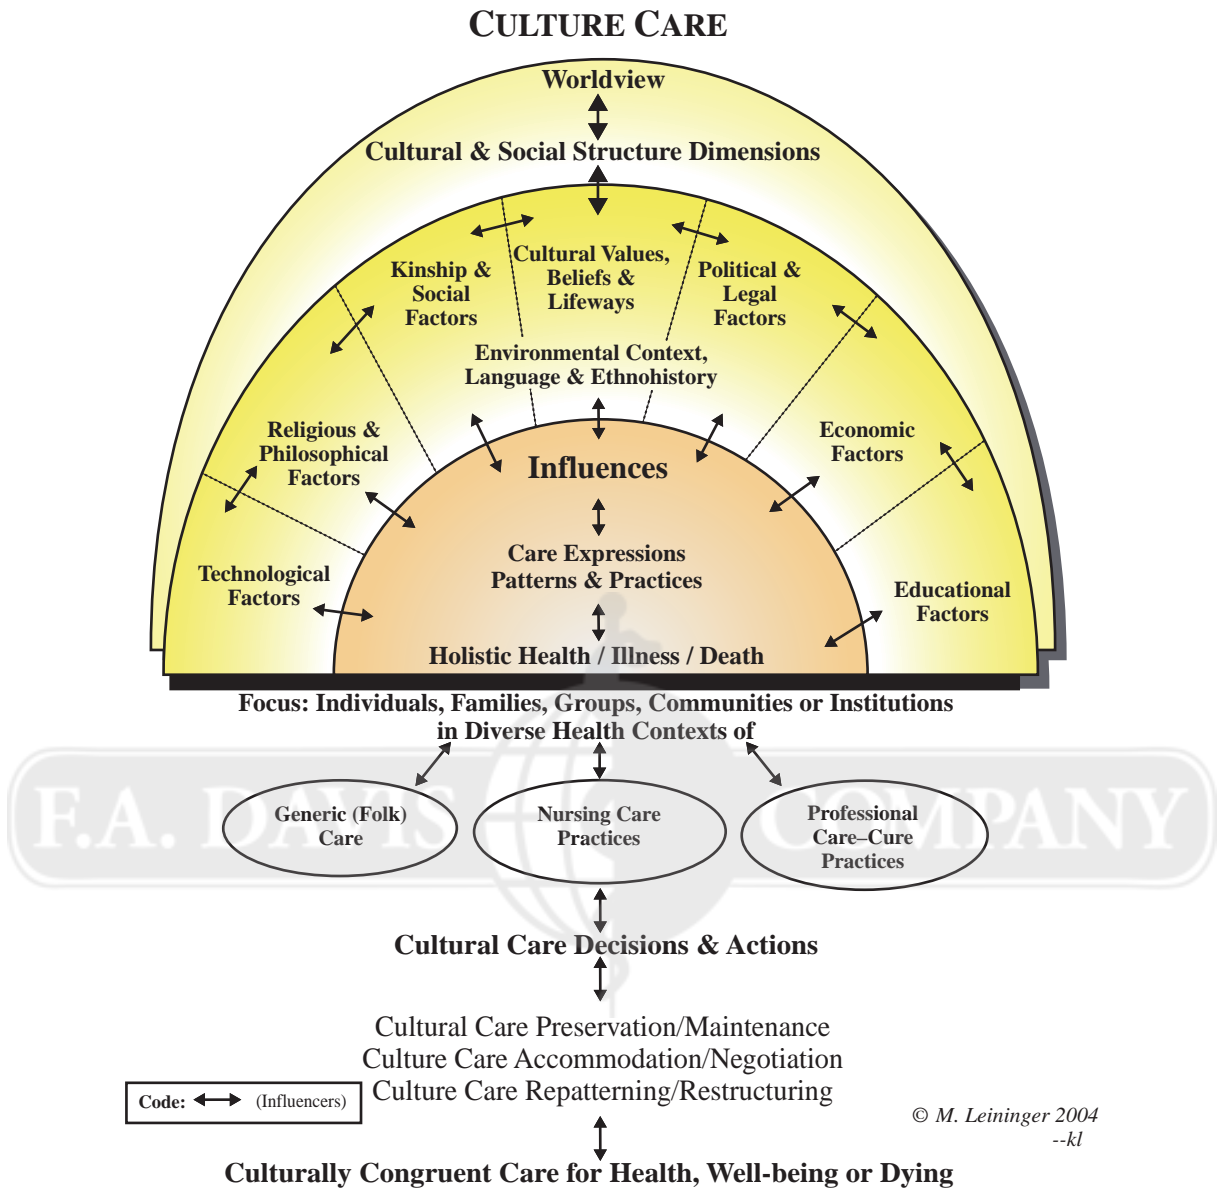 CULTURE CARE
Worldview
Cultural & Social Structure Dimensions
Cultural Values,
Beliefs &
Lifeways
Kinship &
Social
Factors
Political &
Legal
Factors
Environmental Context,
Language & Ethnohistory
Religious &
Philosophical
Factors
Economic
Factors
Technological
Factors
Educational
Factors
Influences
Care Expressions
Patterns & Practices
Holistic Health / Illness / Death
Focus: Individuals, Families, Groups, Communities or Institutions
in Diverse Health Contexts of
F.A. DAVIS COMPANY
Generic (Folk)
Care
Nursing Care
Practices
Professional
Care–Cure
Practices
Cultural Care Decisions & Actions
Cultural Care Preservation/Maintenance
Culture Care Accommodation/Negotiation
Culture Care Repatterning/Restructuring
Code: (Influencers)
© M. Leininger 2004
--kl
Culturally Congruent Care for Health, Well-being or Dying